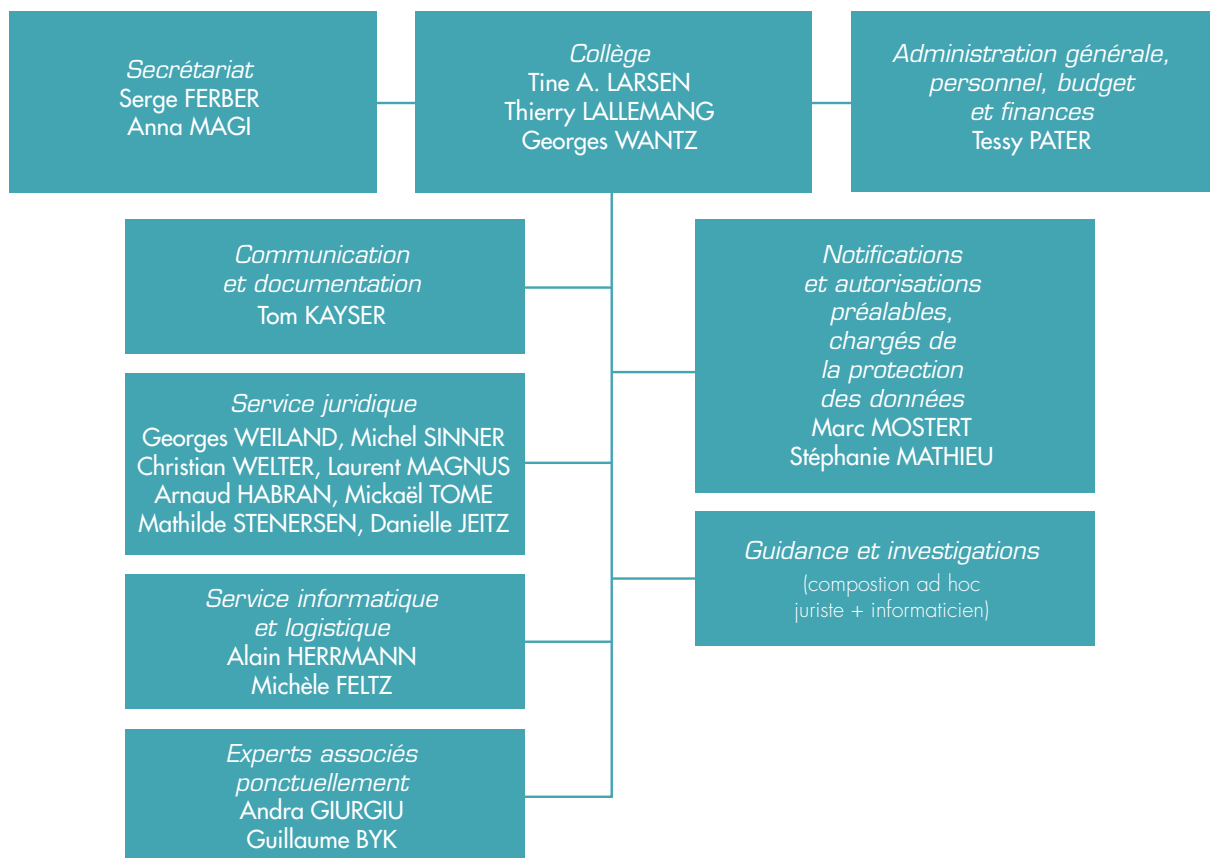 Secrétariat
Serge FERBER
Anna MAGI
Collège
Tine A. LARSEN
Thierry LALLEMANG
Georges WANTZ
Administration générale,
personnel, budget
et finances
Tessy PATER
Communication
et documentation
Tom KAYSER
Notifications
et autorisations
préalables,
chargés de
la protection
des données
Marc MOSTERT
Stéphanie MATHIEU
Service juridique
Georges WEILAND, Michel SINNER
Christian WELTER, Laurent MAGNUS
Arnaud HABRAN, Mickaël TOME
Mathilde STENERSEN, Danielle JEITZ
Guidance et investigations
(compostion ad hoc
juriste + informaticien)
Service informatique
et logistique
Alain HERRMANN
Michèle FELTZ
Experts associés
ponctuellement
Andra GIURGIU
Guillaume BYK